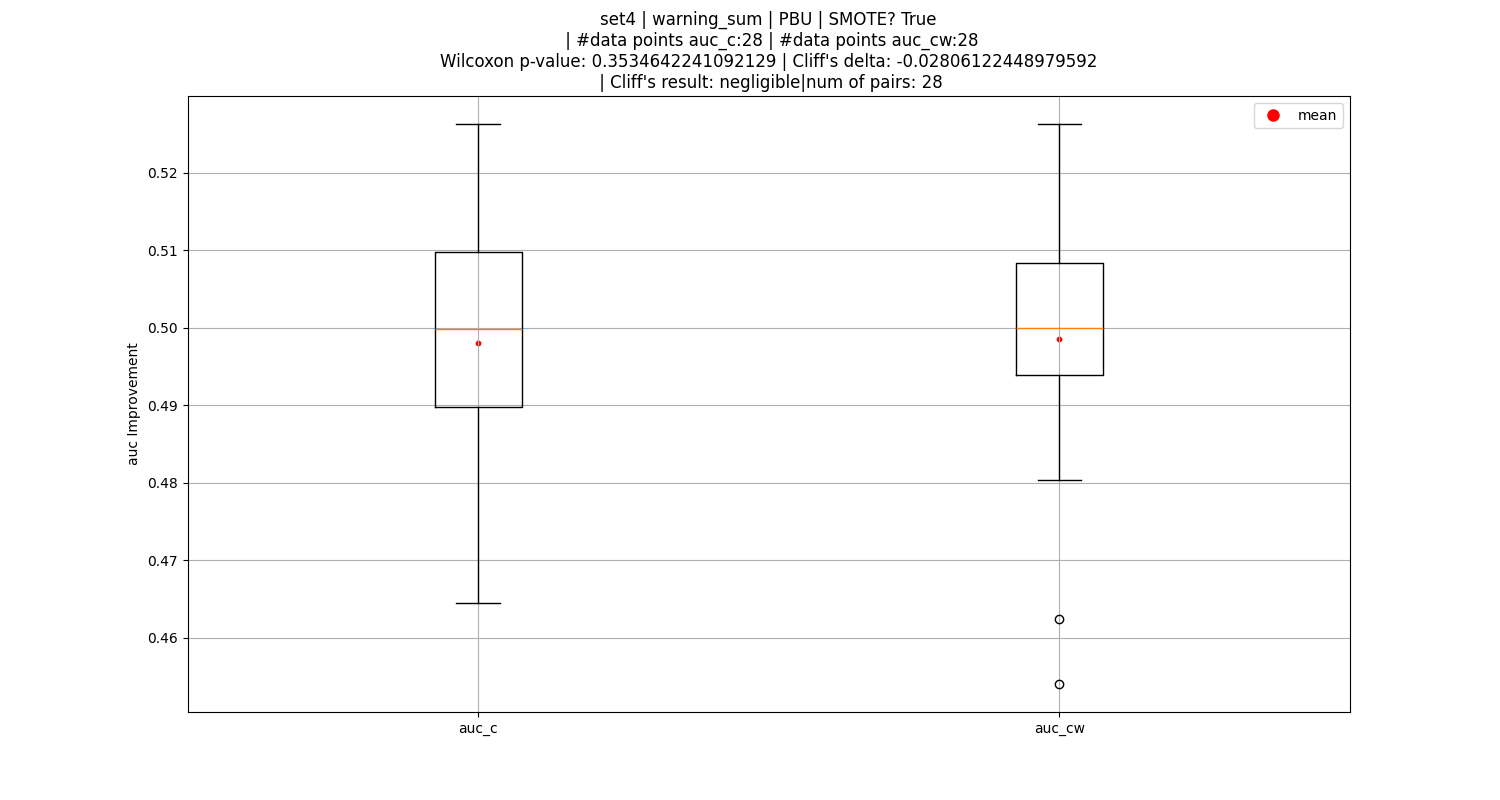 set4 | warning_sum | PBU | SMOTE? True
| #data points auc_c:28 | #data points auc_cw:28
Wilcoxon p-value: 0.3534642241092129 | Cliff's delta: -0.02806122448979592
| Cliff's result: negligible|num of pairs: 28
mean
0.52
0.51
0.50
0.49
0.48
0.47
0.46
auc Improvement
auc_c
auc_cw